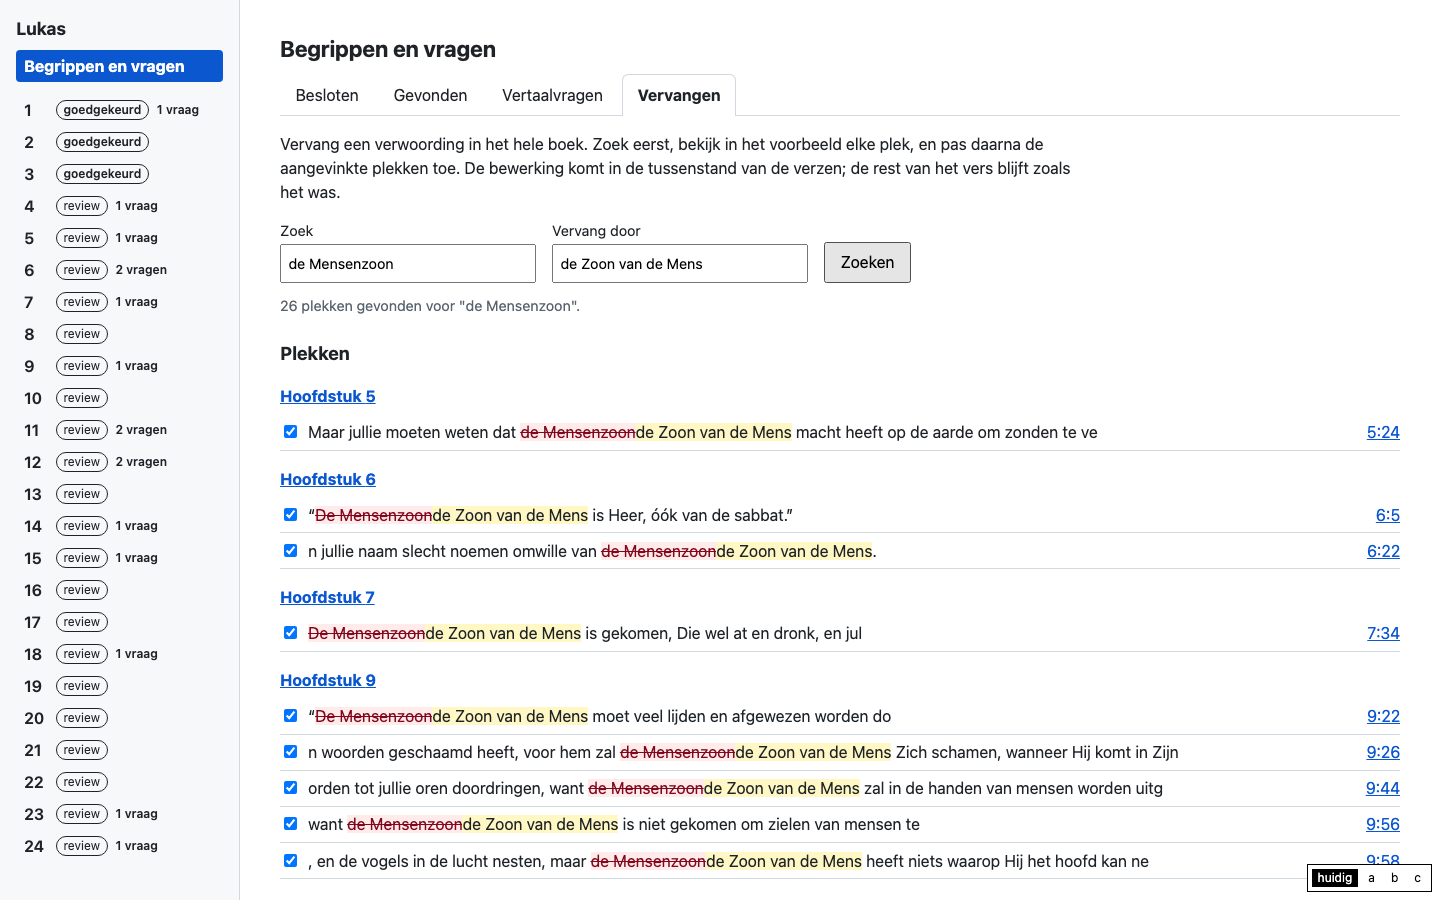 Lukas
Begrippen en vragen
1 goedgekeurd 1 vraag
2 goedgekeurd
3 goedgekeurd
4 review 1 vraag
5 review 1 vraag
6 review 2 vragen
7 review 1 vraag
8 review
9 review 1 vraag
10 review
11 review 2 vragen
12 review 2 vragen
13 review
14 review 1 vraag
15 review 1 vraag
16 review
17 review
18 review 1 vraag
19 review
20 review
21 review
22 review
23 review 1 vraag
24 review 1 vraag
Begrippen en vragen
Besloten Gevonden Vertaalvragen Vervangen
Vervang een verwoording in het hele boek. Zoek eerst, bekijk in het voorbeeld elke plek, en pas daarna de
aangevinkte plekken toe. De bewerking komt in de tussenstand van de verzen; de rest van het vers blijft zoals
het was.
Zoek Vervang door
de Mensenzoon de Zoon van de Mens Zoeken
26 plekken gevonden voor "de Mensenzoon".
Plekken
Hoofdstuk 5
Maar jullie moeten weten dat de Mensenzoonde Zoon van de Mens macht heeft op de aarde om zonden te ve 5:24
Hoofdstuk 6
“De Mensenzoonde Zoon van de Mens is Heer, óók van de sabbat.” 6:5
n jullie naam slecht noemen omwille van de Mensenzoonde Zoon van de Mens. 6:22
Hoofdstuk 7
De Mensenzoonde Zoon van de Mens is gekomen, Die wel at en dronk, en jul 7:34
Hoofdstuk 9
“De Mensenzoonde Zoon van de Mens moet veel lijden en afgewezen worden do 9:22
n woorden geschaamd heeft, voor hem zal de Mensenzoonde Zoon van de Mens Zich schamen, wanneer Hij komt in Zijn 9:26
orden tot jullie oren doordringen, want de Mensenzoonde Zoon van de Mens zal in de handen van mensen worden uitg 9:44
want de Mensenzoonde Zoon van de Mens is niet gekomen om zielen van mensen te 9:56
, en de vogels in de lucht nesten, maar de Mensenzoonde Zoon van de Mens heeft niets waarop Hij het hoofd kan ne 9:58
huidig a b c